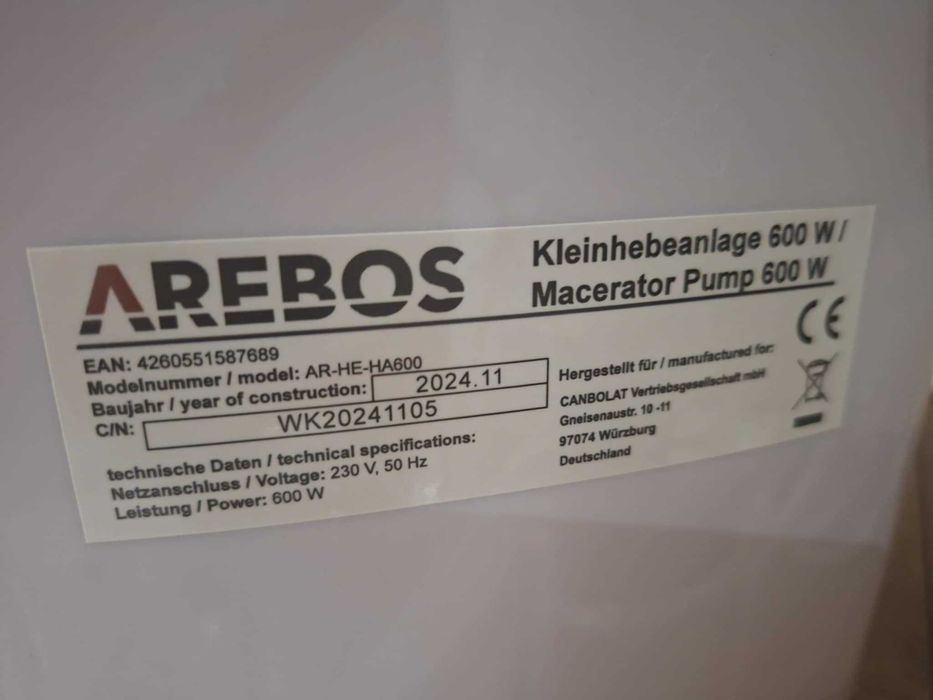 AREBOS
Kleinhebeanlage 600 W /
Macerator Pump 600 W
EAN: 4260551587689
Modelnummer / model: AR-HE-HA600
Baujahr / year of construction: 2024.11
C/N: WK20241105
technische Daten / technical specifications:
Netzanschluss / Voltage: 230 V, 50 Hz
Leistung / Power: 600 W
CE
Hergestellt für / manufactured for:
CANBOLAT Vertriebsgesellschaft mbH
Gneisenaustr. 10 -11
97074 Würzburg
Deutschland